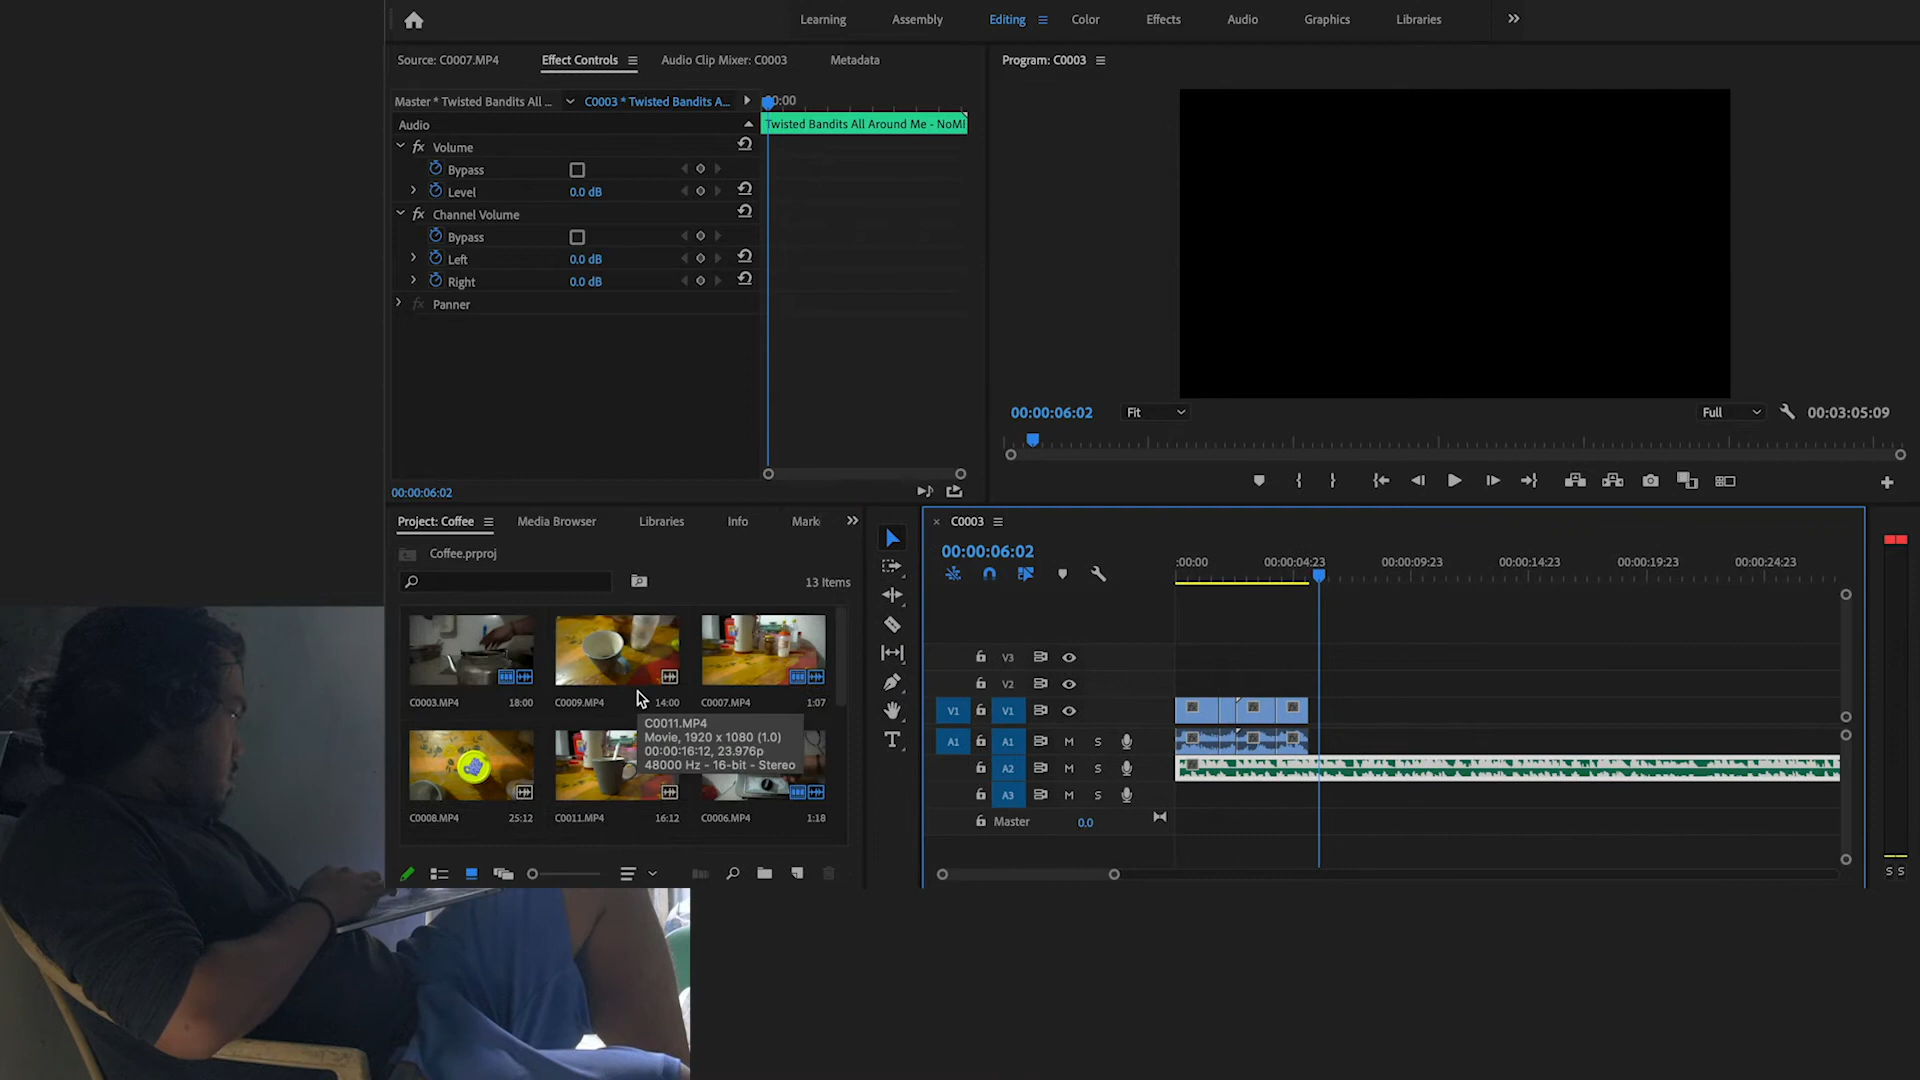 Learning Assembly Editing Color Effects Audio Graphics Libraries
Source: C0007.MP4 Effect Controls Audio Clip Mixer: C0003 Metadata
Program: C0003
Master * Twisted Bandits All ... C0003 * Twisted Bandits A... :00:00
Audio
Twisted Bandits All Around Me - NoM
fx Volume
Bypass
Level 0.0 dB
fx Channel Volume
Bypass
Left 0.0 dB
Right 0.0 dB
fx Panner
00:00:06:02
00:00:06:02 Fit Full 00:03:05:09
Project: Coffee Media Browser Libraries Info Mark
Coffee.prproj
13 Items
C0003.MP4 18:00
C0009.MP4 14:00
C0007.MP4 1:07
C0011.MP4
Movie, 1920 x 1080 (1.0)
00:00:16:12, 23.976p
48000 Hz - 16-bit - Stereo
C0008.MP4 25:12
C0011.MP4 16:12
C0006.MP4 1:18
× C0003
00:00:06:02
:00:00 00:00:04:23 00:00:09:23 00:00:14:23 00:00:19:23 00:00:24:23
V3
V2
V1 V1
A1 A1 M S
A2 M S
A3 M S
Master 0.0
S S